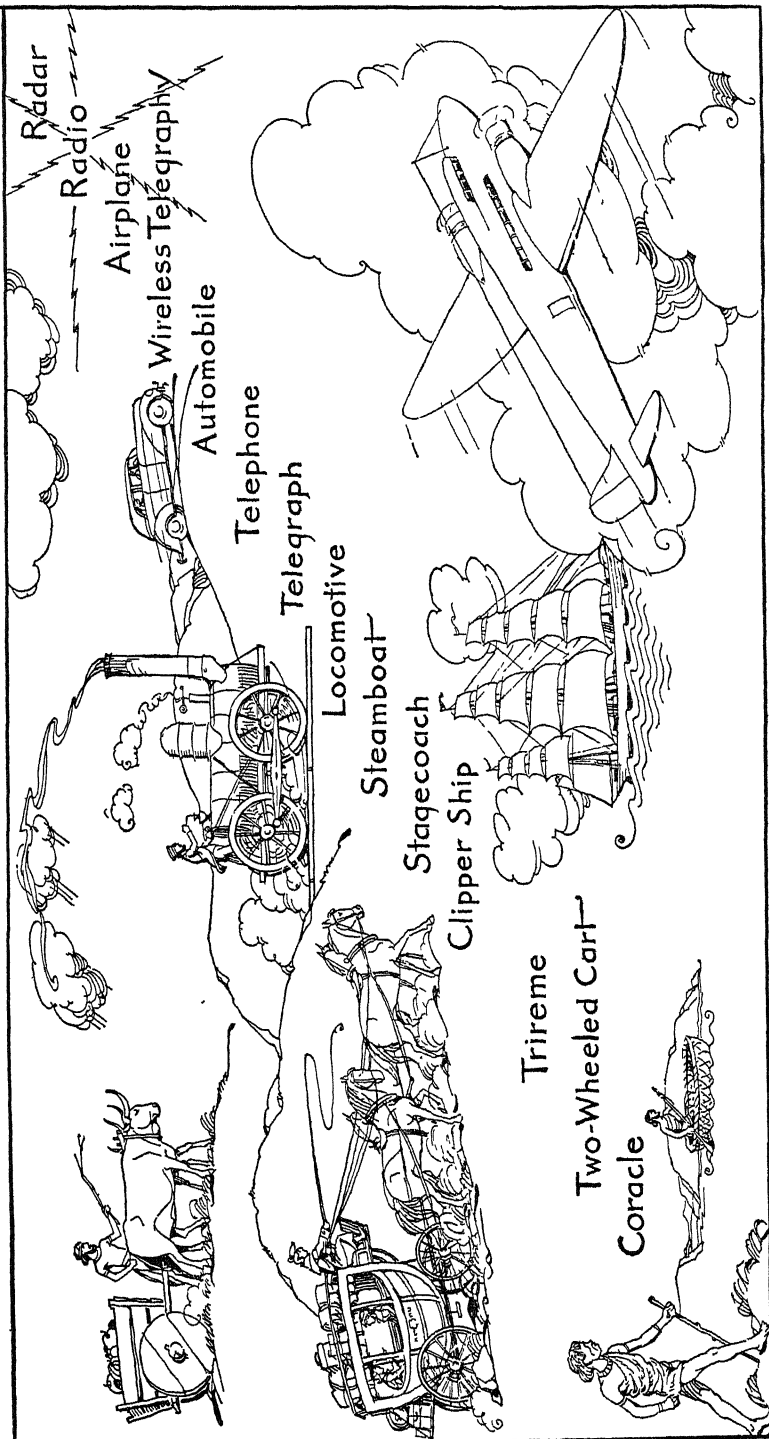 Radar
Radio
Airplane
Wireless Telegraphy
Automobile
Telephone
Telegraph
Locomotive
Steamboat
Stagecoach
Clipper Ship
Trireme
Two-Wheeled Cart
Coracle